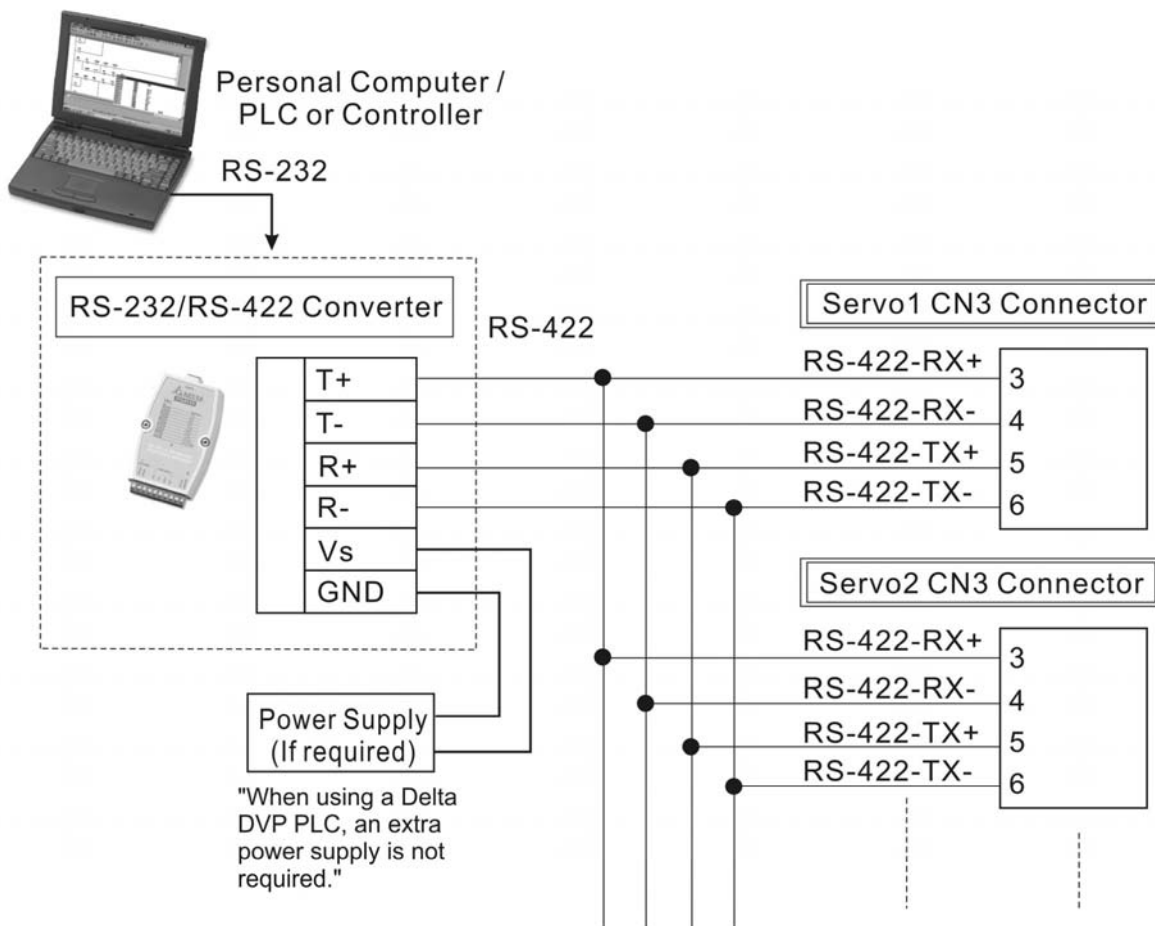 Personal Computer /
PLC or Controller
RS-232
RS-232/RS-422 Converter
RS-422
T+
T-
R+
R-
Vs
GND
Power Supply
(If required)
"When using a Delta
DVP PLC, an extra
power supply is not
required."
Servo1 CN3 Connector
RS-422-RX+ 3
RS-422-RX- 4
RS-422-TX+ 5
RS-422-TX- 6
Servo2 CN3 Connector
RS-422-RX+ 3
RS-422-RX- 4
RS-422-TX+ 5
RS-422-TX- 6